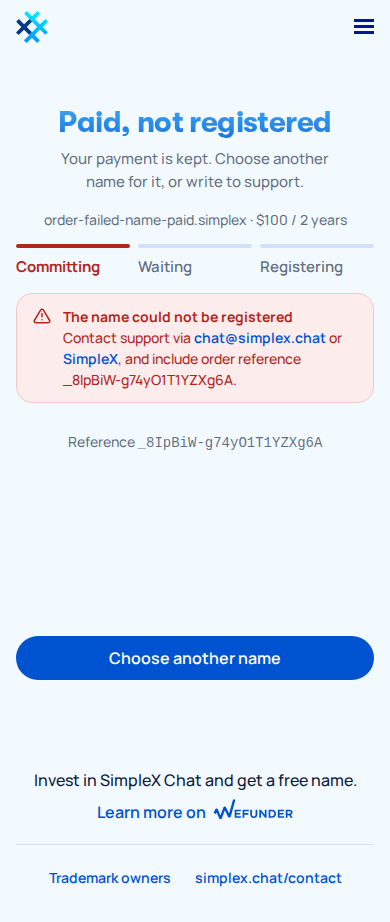 Paid, not registered
Your payment is kept. Choose another
name for it, or write to support.
order-failed-name-paid.simplex · $100 / 2 years
Committing
Waiting
Registering
The name could not be registered
Contact support via chat@simplex.chat or
SimpleX, and include order reference
_8IpBiW-g74yO1T1YZXg6A.
Reference _8IpBiW-g74yO1T1YZXg6A
Choose another name
Invest in SimpleX Chat and get a free name.
Learn more on WEFUNDER
Trademark owners
simplex.chat/contact